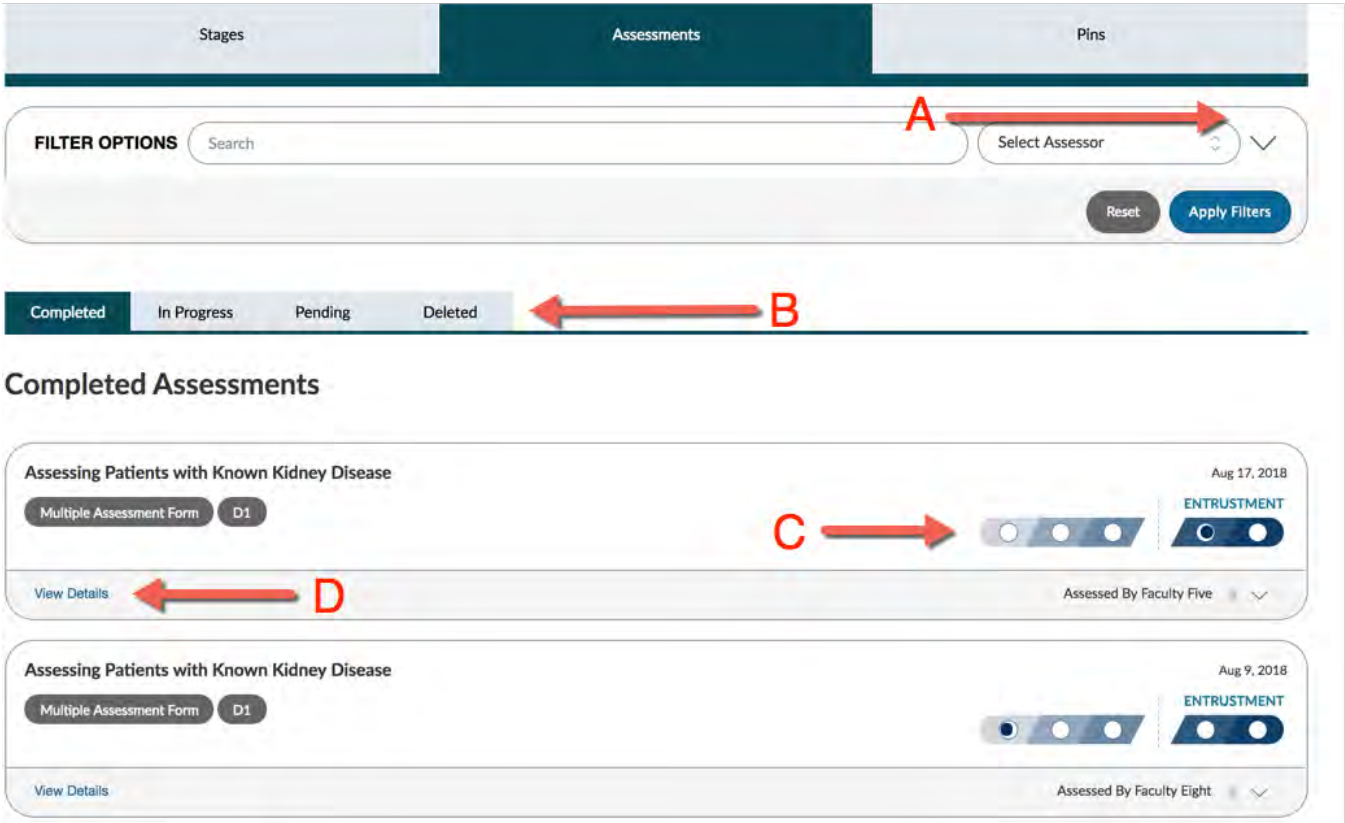 Stages Assessments Pins
A
FILTER OPTIONS Search Select Assessor
Reset Apply Filters
Completed In Progress Pending Deleted B
Completed Assessments
Assessing Patients with Known Kidney Disease Aug 17, 2018
Multiple Assessment Form D1 ENTRUSTMENT
C
View Details D Assessed By Faculty Five
Assessing Patients with Known Kidney Disease Aug 9, 2018
Multiple Assessment Form D1 ENTRUSTMENT
View Details Assessed By Faculty Eight